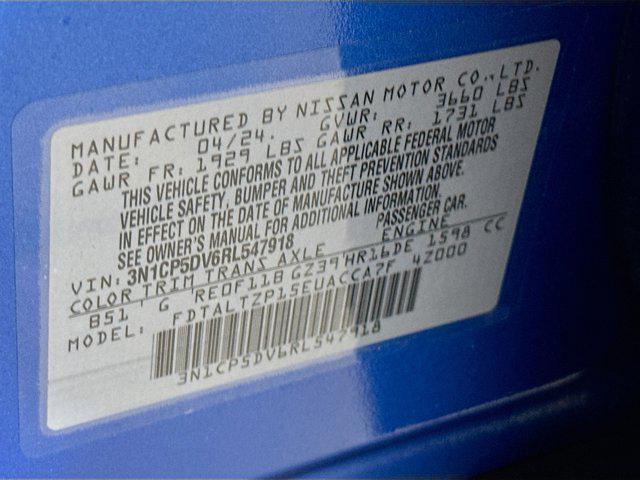 MANUFACTURED BY NISSAN MOTOR CO., LTD.
DATE: 04/24. GVWR: 3660 LBS
GAWR FR: 1929 LBS GAWR RR: 1731 LBS
THIS VEHICLE CONFORMS TO ALL APPLICABLE FEDERAL MOTOR
VEHICLE SAFETY, BUMPER AND THEFT PREVENTION STANDARDS
IN EFFECT ON THE DATE OF MANUFACTURE SHOWN ABOVE.
SEE OWNER'S MANUAL FOR ADDITIONAL INFORMATION.
VIN: 3N1CP5DV6RL547918 PASSENGER CAR.
COLOR TRIM TRANS AXLE ENGINE
B51 G RE0F11B GZ39 HR16DE 1598 CC
MODEL: FDTALTZP15EUACCA7F 4Z000
3N1CP5DV6RL547918